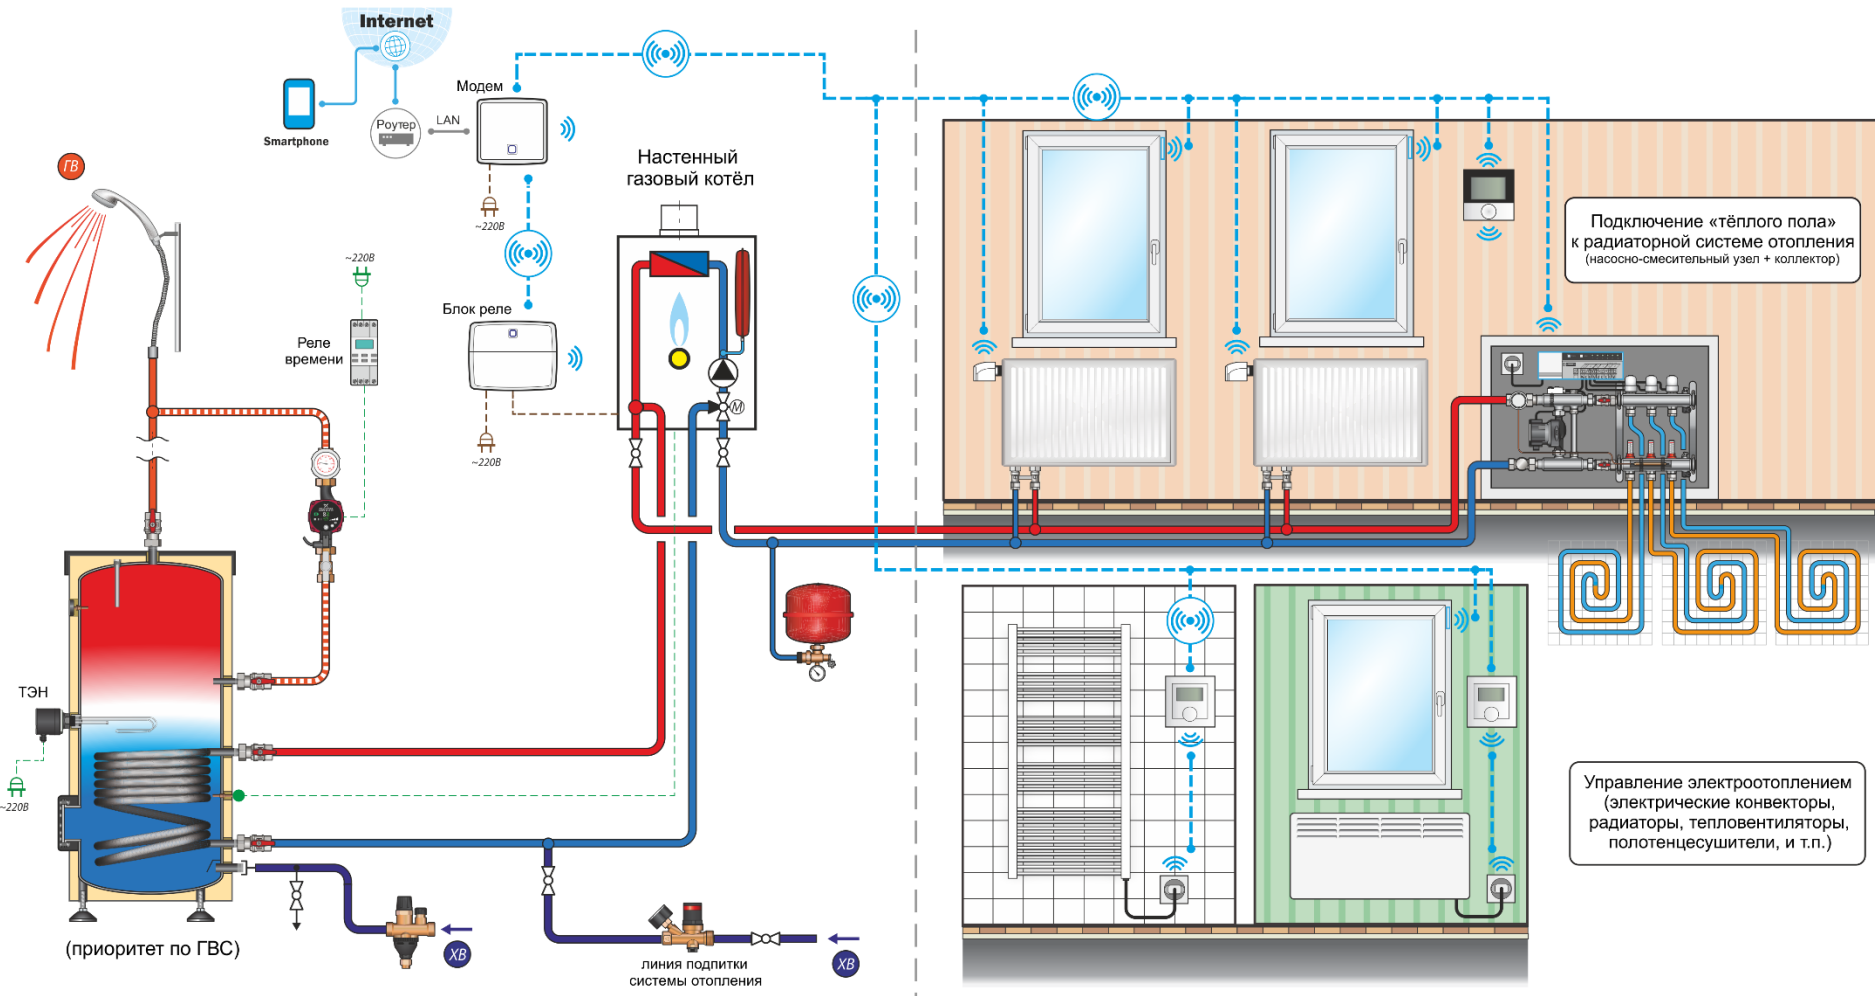 Internet
Smartphone
Роутер
LAN
Модем
~220В
Настенный
газовый котёл
ГВ
~220В
Реле
времени
Блок реле
~220В
М
Подключение «тёплого пола»
к радиаторной системе отопления
(насосно-смесительный узел + коллектор)
ТЭН
~220В
Управление электроотоплением
(электрические конвекторы,
радиаторы, тепловентиляторы,
полотенцесушители, и т.п.)
(приоритет по ГВС)
ХВ
линия подпитки
системы отопления
ХВ